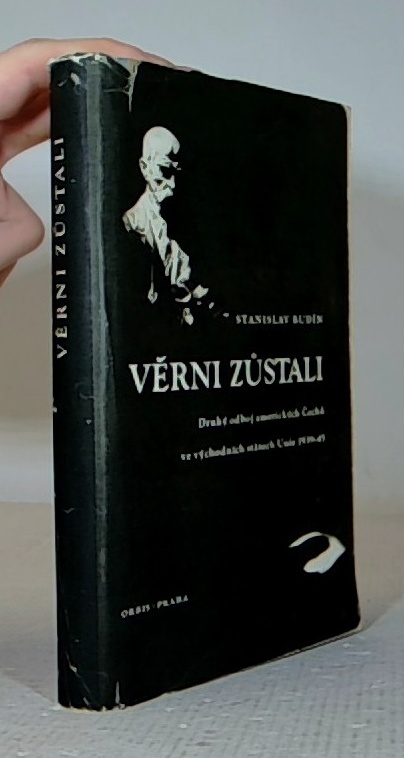 VĚRNI ZŮSTALI
STANISLAV BUDÍN
VĚRNI ZŮSTALI
Druhý odboj amerických Čechů
ve východních státech Unie 1939-45
ORBIS · PRAHA